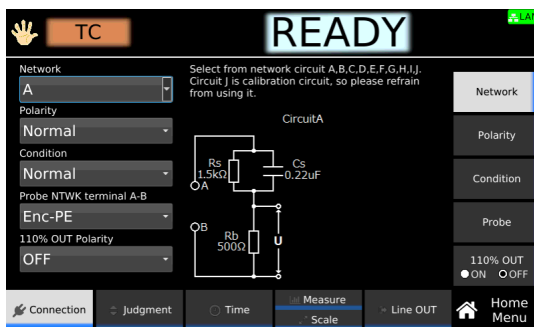 TC
READY
LAN
Network
A
Polarity
Normal
Condition
Normal
Probe NTWK terminal A-B
Enc-PE
110% OUT Polarity
OFF
Select from network circuit A,B,C,D,E,F,G,H,I,J.
Circuit J is calibration circuit, so please refrain
from using it.
CircuitA
Rs
1.5kΩ
Cs
0.22uF
A
B
Rb
500Ω
U
Network
Polarity
Condition
Probe
110% OUT
ON OFF
Connection
Judgment
Time
Measure
Scale
Line OUT
Home
Menu